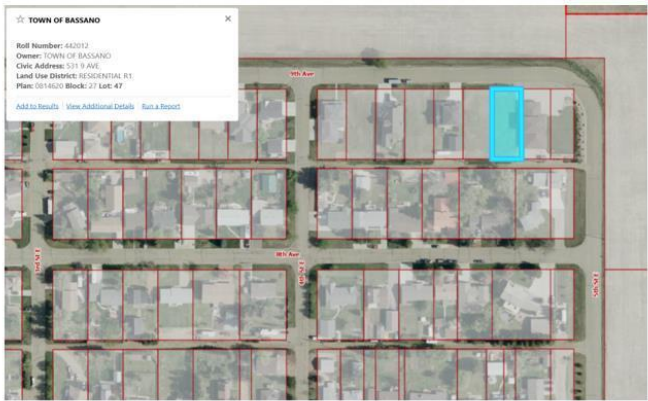 TOWN OF BASSANO
Roll Number: 442012
Owner: TOWN OF BASSANO
Civic Address: 531 9 AVE
Land Use District: RESIDENTIAL R1
Plan: 0814620 Block: 27 Lot: 47
Add to Results View Additional Details Run a Report
9th Ave
8th Ave